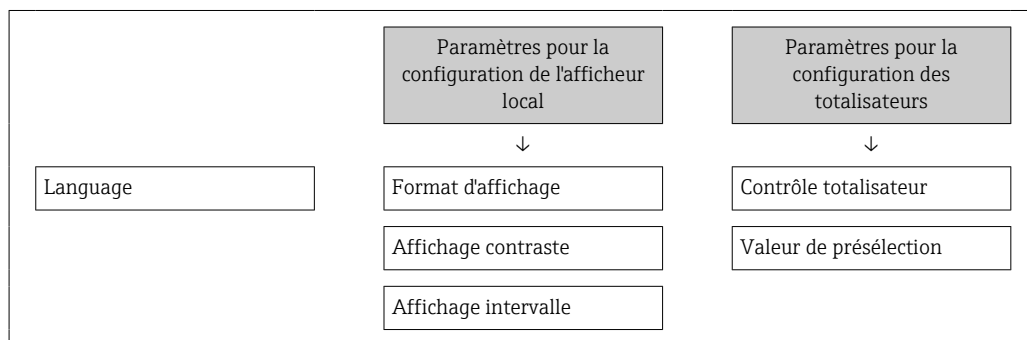 Paramètres pour la
configuration de l'afficheur
local
Paramètres pour la
configuration des
totalisateurs
↓
↓
Language
Format d'affichage
Contrôle totalisateur
Affichage contraste
Valeur de présélection
Affichage intervalle